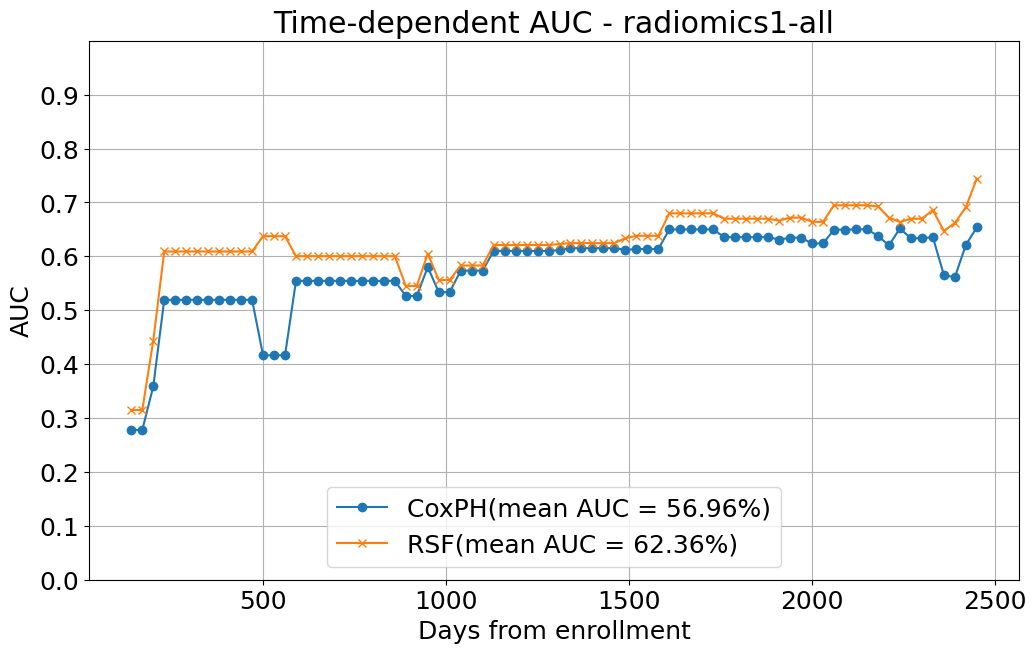 Time-dependent AUC - radiomics1-all
AUC
0.9
0.8
0.7
0.6
0.5
0.4
0.3
0.2
0.1
0.0
CoxPH(mean AUC = 56.96%)
RSF(mean AUC = 62.36%)
500 1000 1500 2000 2500
Days from enrollment